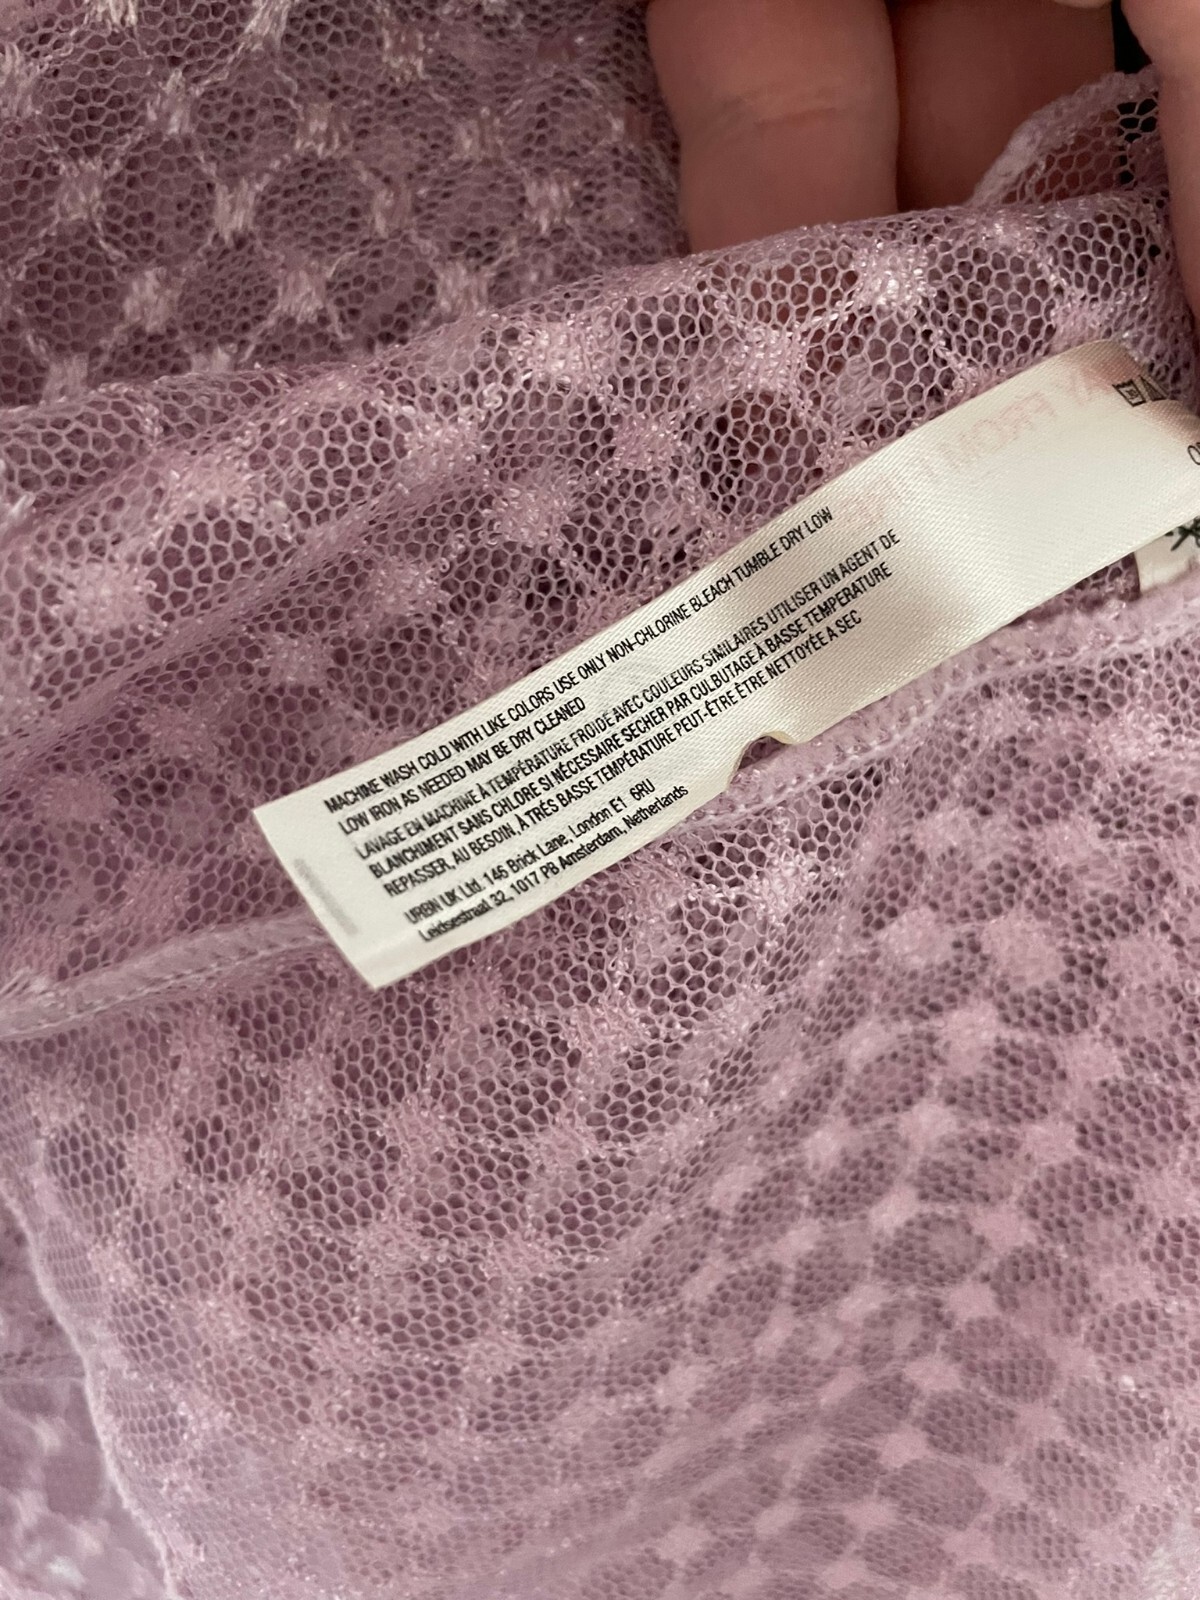 MACHINE WASH COLD WITH LIKE COLORS USE ONLY NON-CHLORINE BLEACH TUMBLE DRY LOW
LOW IRON AS NEEDED MAY BE DRY CLEANED
LAVAGE EN MACHINE À TEMPÉRATURE FROIDE AVEC COULEURS SIMILAIRES UTILISER UN AGENT DE
BLANCHIMENT SANS CHLORE SI NÉCESSAIRE SECHER PAR CULBUTAGE À BASSE TEMPERATURE
REPASSER, AU BESOIN, A TRÉS BASSE TEMPÉRATURE PEUT-ÊTRE ÊTRE NETTOYÉE A SEC
URBN UK Ltd. 146 Brick Lane, London E1 6RU
Leidsestraat 32, 1017 PB Amsterdam, Netherlands